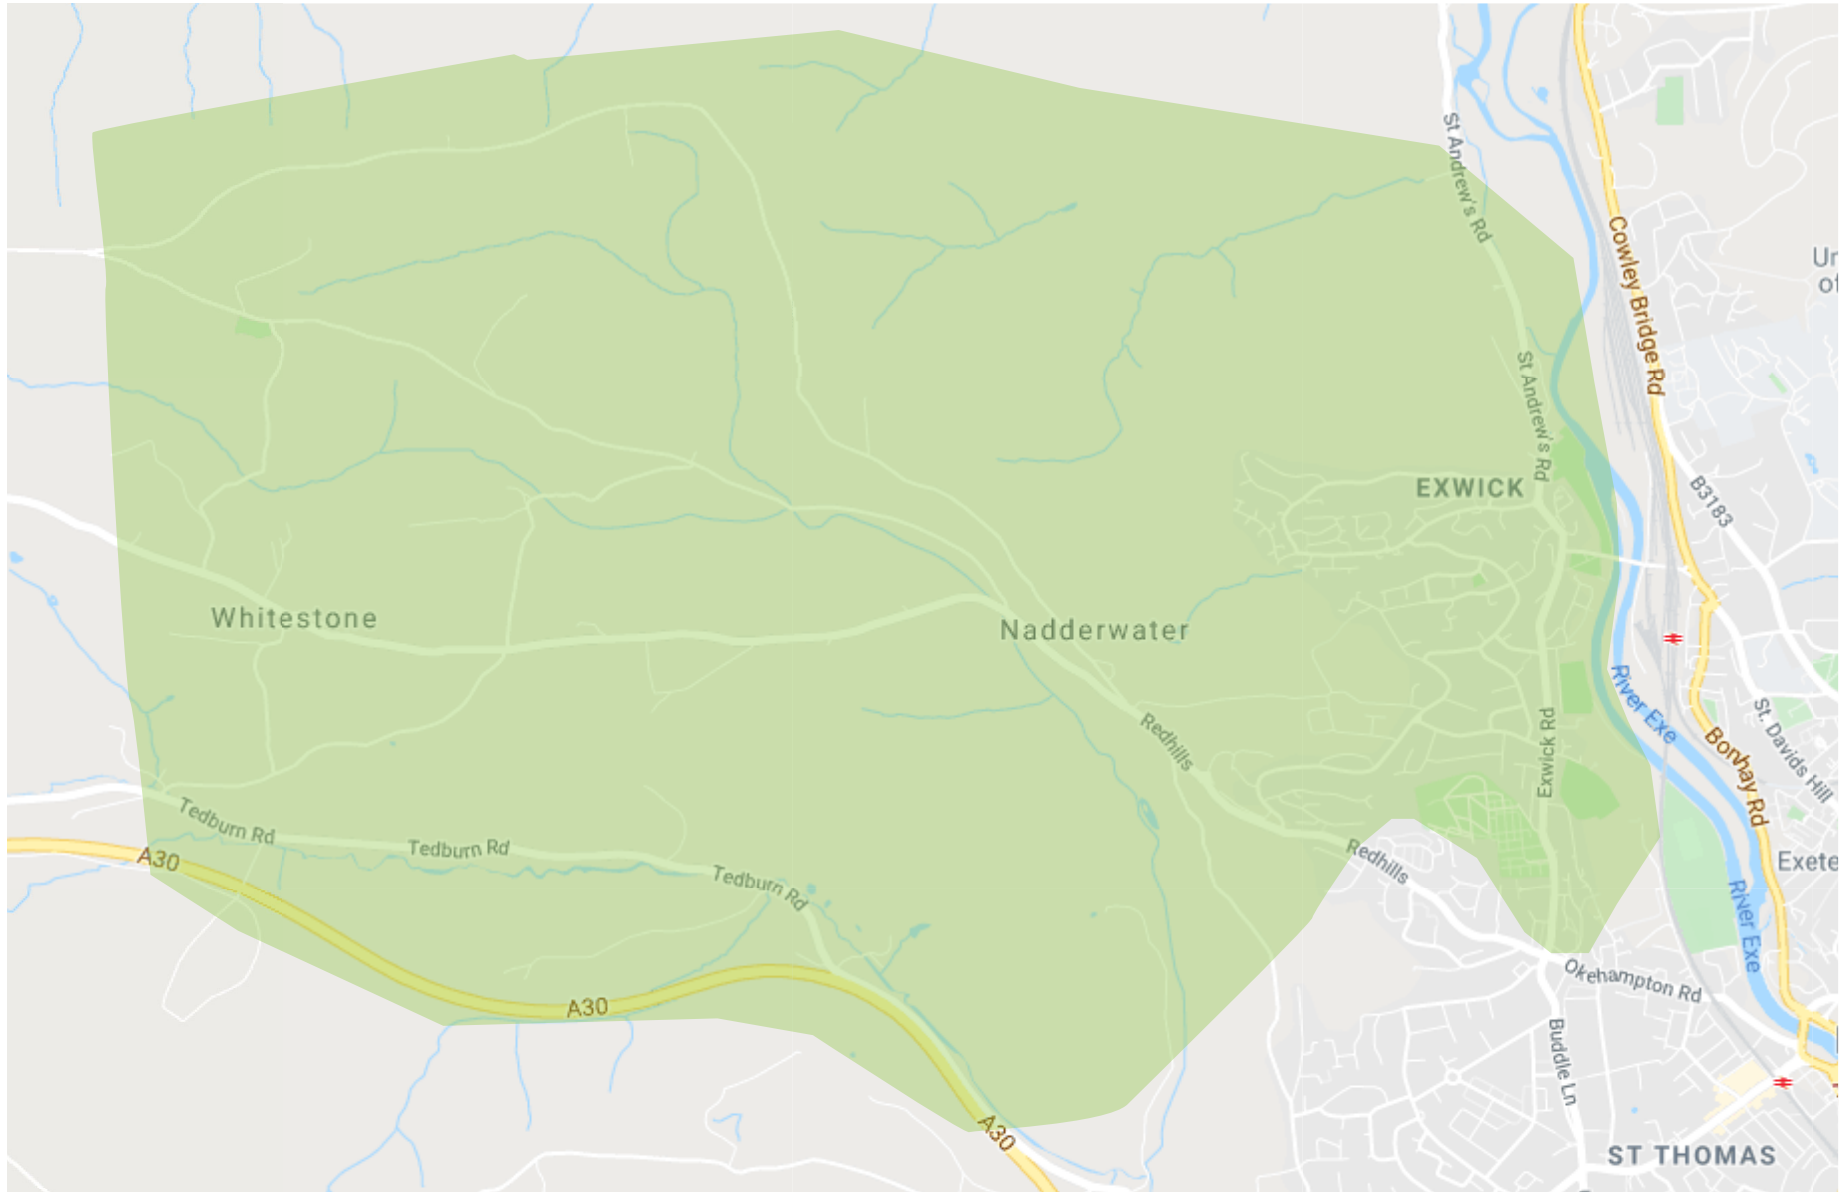 St Andrew's Rd
Cowley Bridge Rd
Ur
of
St Andrew's Rd
EXWICK
B3183
Whitestone
Nadderwater
River Exe
Redhills
Exwick Rd
St. Davids Hill
Bonhay Rd
Tedburn Rd
Tedburn Rd
A30
Redhills
Exete
Tedburn Rd
River Exe
Okehampton Rd
A30
Buddle Ln
A30
ST THOMAS